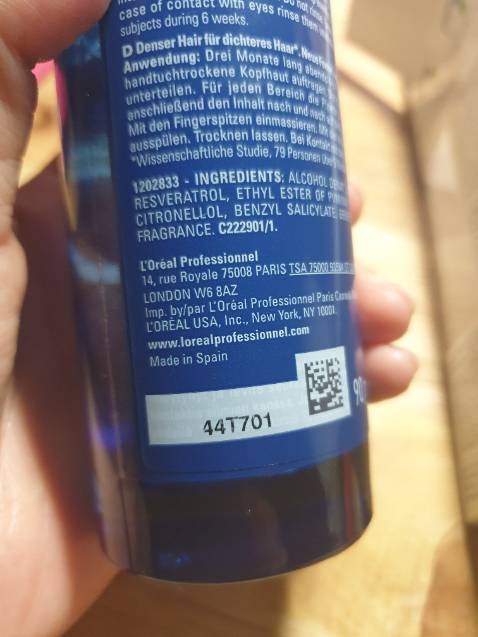 case of contact with eyes rinse them
subjects during 6 weeks.
D Denser Hair für dichteres Haar*.
Anwendung: Drei Monate lang
handtuchtrockene Kopfhaut auftragen.
unterteilen. Für jeden Bereich die
anschließend den Inhalt nach und nach
Mit den Fingerspitzen einmassieren.
ausspülen. Trocknen lassen. Bei Kontakt
*Wissenschaftliche Studie, 79 Personen
1202833 - INGREDIENTS: ALCOHOL
RESVERATROL, ETHYL ESTER OF
CITRONELLOL, BENZYL SALICYLATE,
FRAGRANCE. C222901/1.
L'Oréal Professionnel
14, rue Royale 75008 PARIS TSA 75000
LONDON W6 8AZ
Imp. by/par L'Oréal Professionnel Paris
L'ORÉAL USA, Inc., New York, NY 10001.
www.lorealprofessionnel.com
Made in Spain
44T701